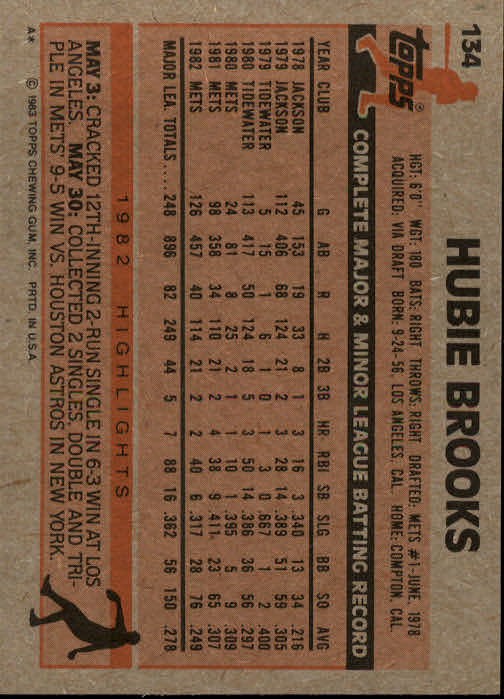 134
topps®
HUBIE BROOKS
HGT: 6'0" WGT: 180 BATS: RIGHT THROWS: RIGHT DRAFTED: METS #1-JUNE, 1978
ACQUIRED: VIA DRAFT BORN: 9-24-56 LOS ANGELES, CAL. HOME: COMPTON, CAL.
COMPLETE MAJOR & MINOR LEAGUE BATTING RECORD
YEAR CLUB G AB R H 2B 3B HR RBI SB SLG BB SO AVG
1978 JACKSON 45 153 19 33 8 1 3 16 3 .340 13 34 .216
1979 JACKSON 112 406 68 124 21 2 3 28 14 .389 51 59 .305
1979 TIDEWATER 5 15 1 6 1 0 1 3 0 .667 1 2 .400
1980 TIDEWATER 113 417 50 124 18 5 3 50 14 .386 36 56 .297
1980 METS 24 81 8 25 2 1 1 10 1 .395 5 9 .309
1981 METS 98 358 34 110 21 2 4 38 9 .411 23 65 .307
1982 METS 126 457 40 114 21 2 2 40 6 .317 28 76 .249
MAJOR LEA. TOTALS ..... 248 896 82 249 44 5 7 88 16 .362 56 150 .278
1982 HIGHLIGHTS
MAY 3: CRACKED 12TH-INNING 2-RUN SINGLE IN 6-3 WIN AT LOS
ANGELES. MAY 30: COLLECTED 2 SINGLES, DOUBLE AND TRI-
PLE IN METS' 9-5 WIN VS. HOUSTON ASTROS IN NEW YORK.
A* © 1983 TOPPS CHEWING GUM, INC. PRTD. IN U.S.A.